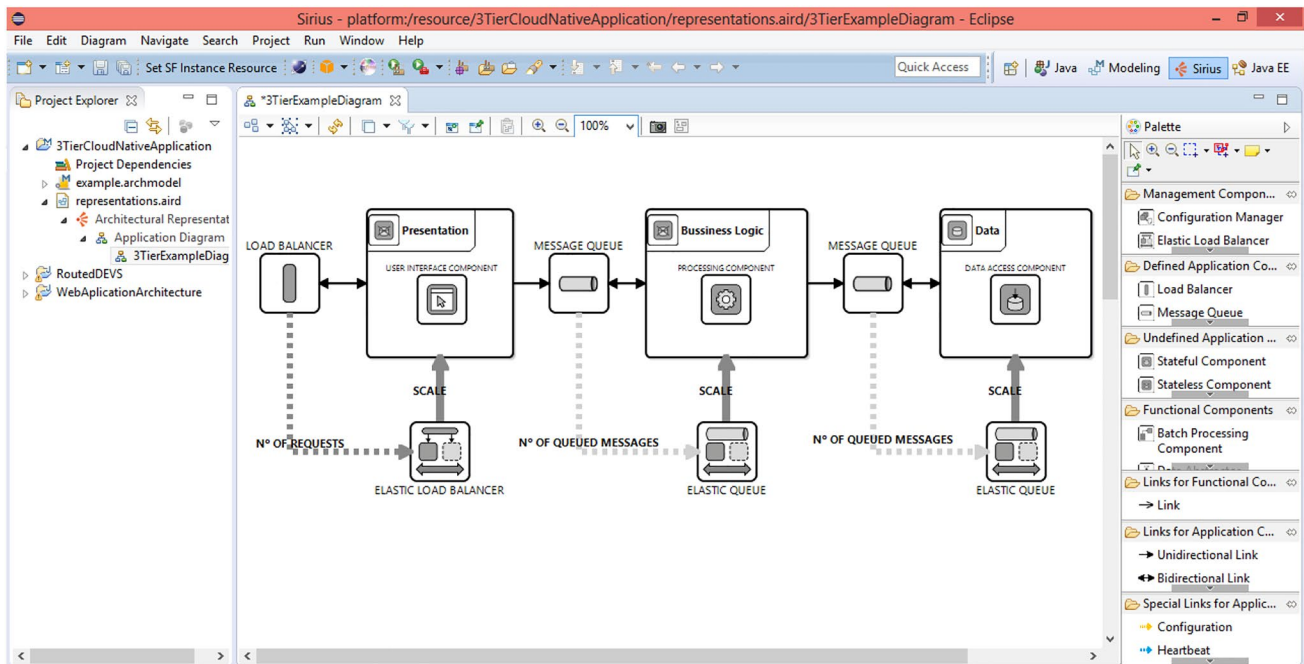 Sirius - platform:/resource/3TierCloudNativeApplication/representations.aird/3TierExampleDiagram - Eclipse
File Edit Diagram Navigate Search Project Run Window Help
Set SF Instance Resource
Quick Access
Java
Modeling
Sirius
Java EE
Project Explorer
3TierCloudNativeApplication
Project Dependencies
example.archmodel
representations.aird
Architectural Representat
Application Diagram
3TierExampleDiag
RoutedDEVS
WebAplicationArchitecture
*3TierExampleDiagram
100%
LOAD BALANCER
Presentation
USER INTERFACE COMPONENT
MESSAGE QUEUE
Bussiness Logic
PROCESSING COMPONENT
MESSAGE QUEUE
Data
DATA ACCESS COMPONENT
SCALE
SCALE
SCALE
Nº OF REQUESTS
Nº OF QUEUED MESSAGES
Nº OF QUEUED MESSAGES
ELASTIC LOAD BALANCER
ELASTIC QUEUE
ELASTIC QUEUE
Palette
Management Compon...
Configuration Manager
Elastic Load Balancer
Defined Application Co...
Load Balancer
Message Queue
Undefined Application ...
Stateful Component
Stateless Component
Functional Components
Batch Processing
Component
Links for Functional Co...
Link
Links for Application C...
Unidirectional Link
Bidirectional Link
Special Links for Applic...
Configuration
Heartbeat